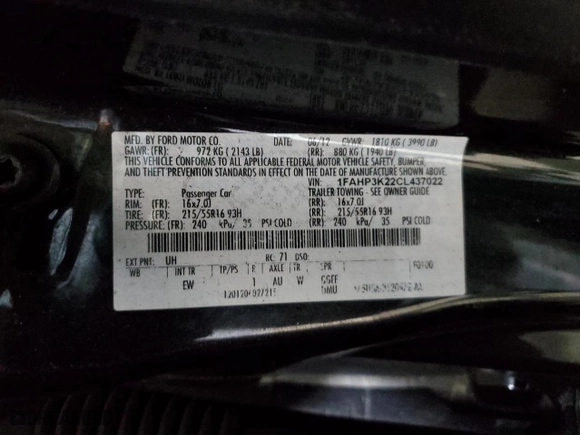 MFD. BY FORD MOTOR CO. DATE: 06/12 GVWR: 1810 KG ( 3990 LB)
GAWR: (FR): 972 KG ( 2143 LB) (RR): 880 KG ( 1940 LB)
THIS VEHICLE CONFORMS TO ALL APPLICABLE FEDERAL MOTOR VEHICLE SAFETY, BUMPER,
AND THEFT PREVENTION STANDARDS IN EFFECT ON THE DATE OF MANUFACTURE SHOWN ABOVE.
VIN: 1FAHP3K22CL437022
TYPE: Passenger Car TRAILER TOWING - SEE OWNER GUIDE
RIM: (FR): 16x7.0J (RR): 16x7.0J
TIRE: (FR): 215/55R16 93H (RR): 215/55R16 93H
PRESSURE: (FR): 240 kPa/ 35 PSI COLD (RR): 240 kPa/ 35 PSI COLD
EXT PNT: UH RC: 71 DSO:
WB INT TR TP/PS R AXLE TR SPR
EW I AU W